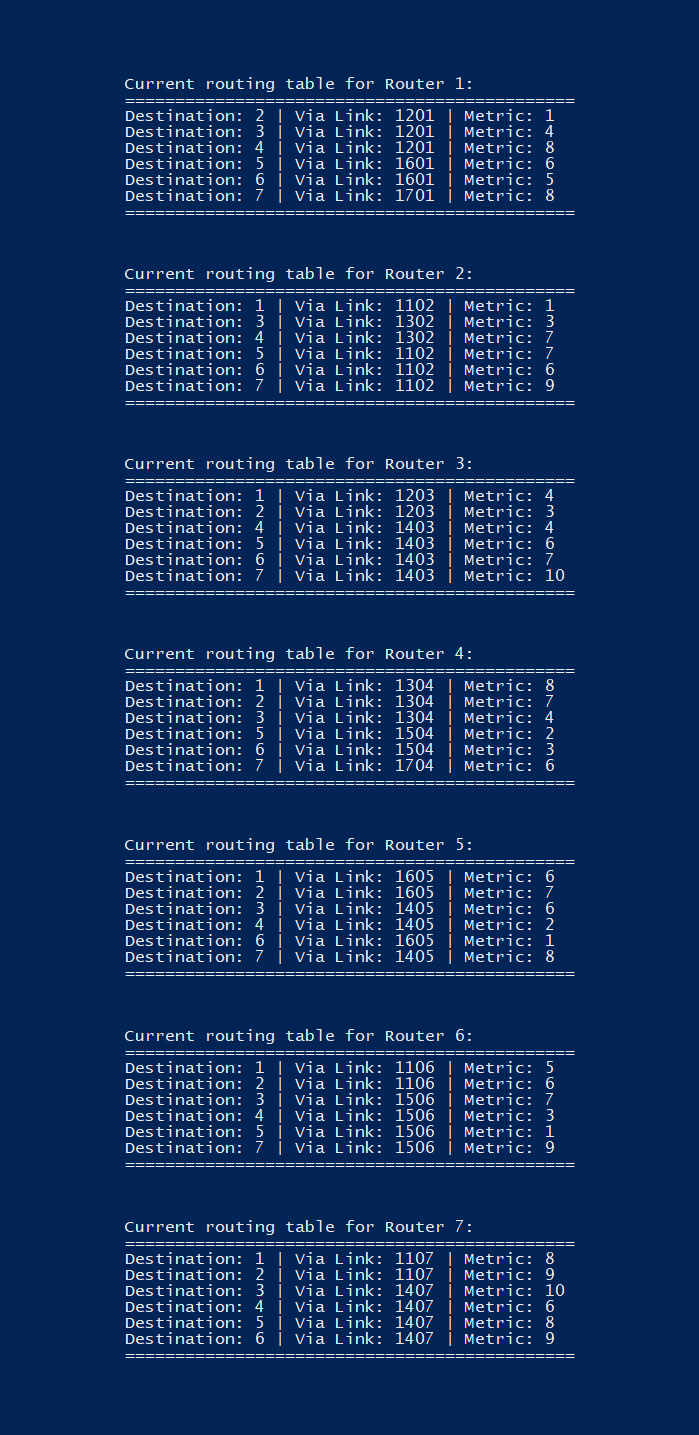 Current routing table for Router 1:
=============================================
Destination: 2 | Via Link: 1201 | Metric: 1
Destination: 3 | Via Link: 1201 | Metric: 4
Destination: 4 | Via Link: 1201 | Metric: 8
Destination: 5 | Via Link: 1601 | Metric: 6
Destination: 6 | Via Link: 1601 | Metric: 5
Destination: 7 | Via Link: 1701 | Metric: 8
=============================================
Current routing table for Router 2:
=============================================
Destination: 1 | Via Link: 1102 | Metric: 1
Destination: 3 | Via Link: 1302 | Metric: 3
Destination: 4 | Via Link: 1302 | Metric: 7
Destination: 5 | Via Link: 1102 | Metric: 7
Destination: 6 | Via Link: 1102 | Metric: 6
Destination: 7 | Via Link: 1102 | Metric: 9
=============================================
Current routing table for Router 3:
=============================================
Destination: 1 | Via Link: 1203 | Metric: 4
Destination: 2 | Via Link: 1203 | Metric: 3
Destination: 4 | Via Link: 1403 | Metric: 4
Destination: 5 | Via Link: 1403 | Metric: 6
Destination: 6 | Via Link: 1403 | Metric: 7
Destination: 7 | Via Link: 1403 | Metric: 10
=============================================
Current routing table for Router 4:
=============================================
Destination: 1 | Via Link: 1304 | Metric: 8
Destination: 2 | Via Link: 1304 | Metric: 7
Destination: 3 | Via Link: 1304 | Metric: 4
Destination: 5 | Via Link: 1504 | Metric: 2
Destination: 6 | Via Link: 1504 | Metric: 3
Destination: 7 | Via Link: 1704 | Metric: 6
=============================================
Current routing table for Router 5:
=============================================
Destination: 1 | Via Link: 1605 | Metric: 6
Destination: 2 | Via Link: 1605 | Metric: 7
Destination: 3 | Via Link: 1405 | Metric: 6
Destination: 4 | Via Link: 1405 | Metric: 2
Destination: 6 | Via Link: 1605 | Metric: 1
Destination: 7 | Via Link: 1405 | Metric: 8
=============================================
Current routing table for Router 6:
=============================================
Destination: 1 | Via Link: 1106 | Metric: 5
Destination: 2 | Via Link: 1106 | Metric: 6
Destination: 3 | Via Link: 1506 | Metric: 7
Destination: 4 | Via Link: 1506 | Metric: 3
Destination: 5 | Via Link: 1506 | Metric: 1
Destination: 7 | Via Link: 1506 | Metric: 9
=============================================
Current routing table for Router 7:
=============================================
Destination: 1 | Via Link: 1107 | Metric: 8
Destination: 2 | Via Link: 1107 | Metric: 9
Destination: 3 | Via Link: 1407 | Metric: 10
Destination: 4 | Via Link: 1407 | Metric: 6
Destination: 5 | Via Link: 1407 | Metric: 8
Destination: 6 | Via Link: 1407 | Metric: 9
=============================================